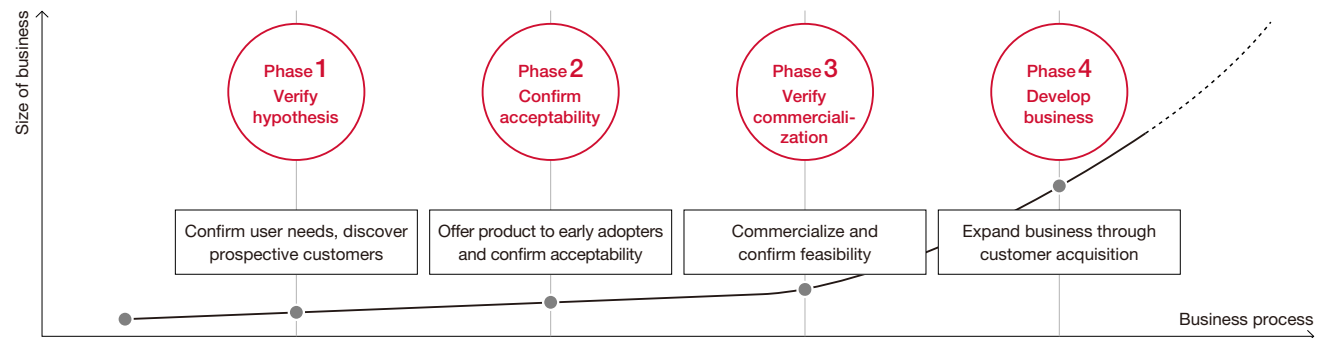 Size of business
Phase 1
Verify
hypothesis
Confirm user needs, discover
prospective customers
Phase 2
Confirm
acceptability
Offer product to early adopters
and confirm acceptability
Phase 3
Verify
commerciali-
zation
Commercialize and
confirm feasibility
Phase 4
Develop
business
Expand business through
customer acquisition
Business process